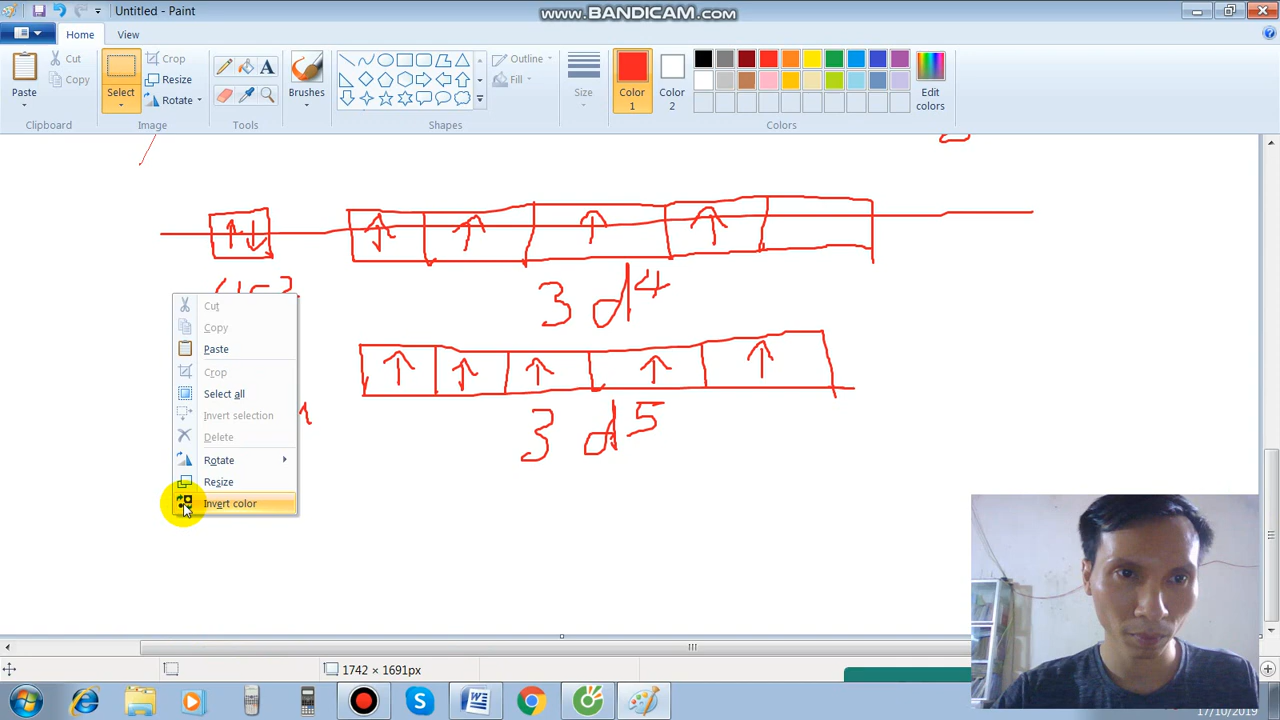 Untitled - Paint
www.BANDICAM.com
Home
View
Paste
Cut
Copy
Clipboard
Select
Crop
Resize
Rotate
Image
A
Tools
Brushes
Shapes
Outline
Fill
Size
Color 1
Color 2
Edit colors
Colors
3 d4
3 d5
1
Cut
Copy
Paste
Crop
Select all
Invert selection
Delete
Rotate
Resize
Invert color
1742 × 1691px
17/10/2019